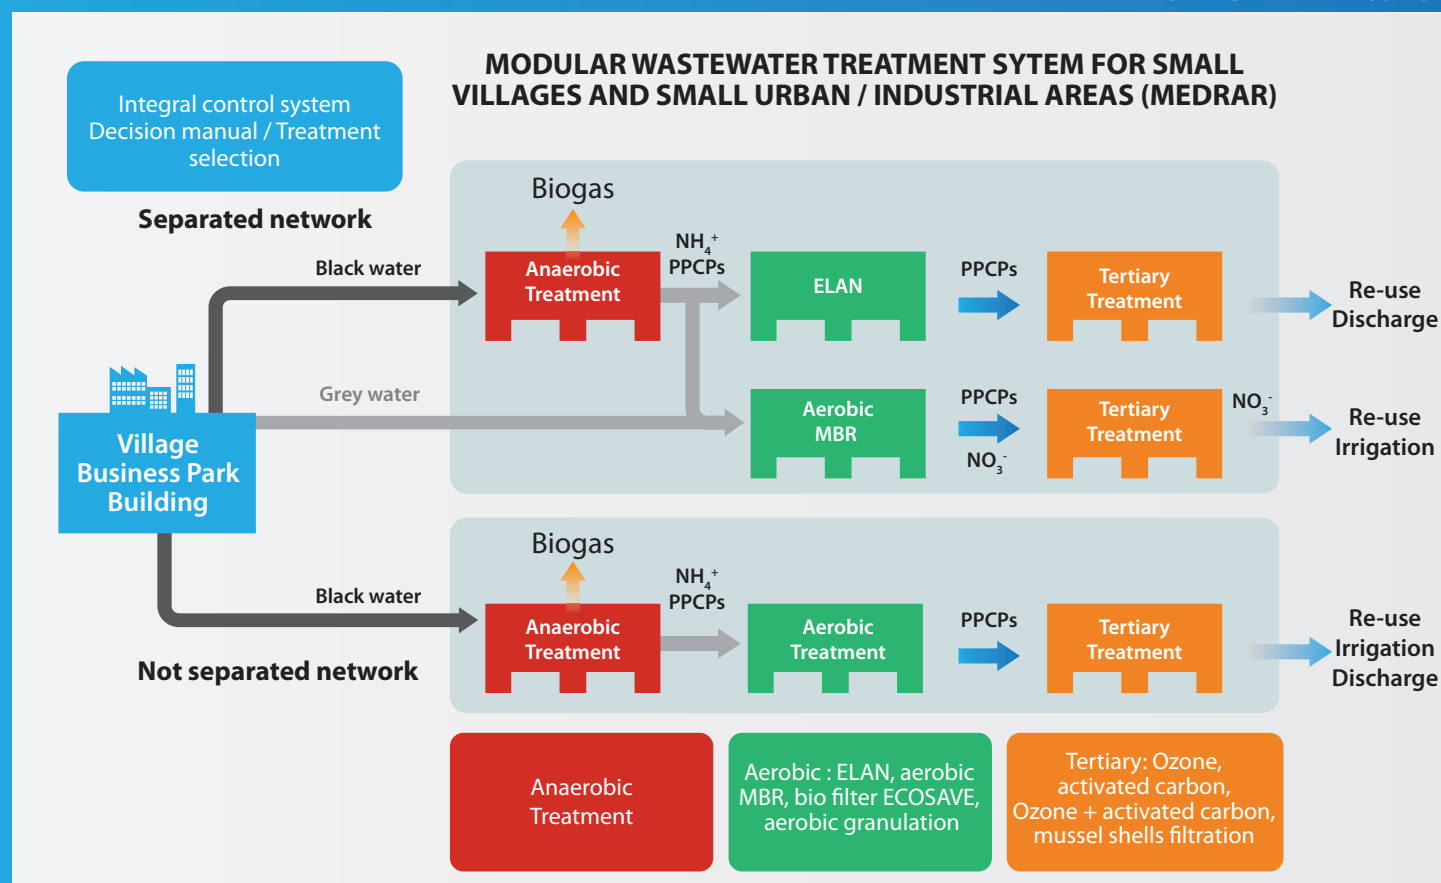 MODULAR WASTEWATER TREATMENT SYTEM FOR SMALL
VILLAGES AND SMALL URBAN / INDUSTRIAL AREAS (MEDRAR)
Integral control system
Decision manual / Treatment
selection
Separated network
Black water
Grey water
Village
Business Park
Building
Black water
Not separated network
Biogas
Anaerobic
Treatment
NH₄⁺
PPCPs
ELAN
PPCPs
Tertiary
Treatment
Re-use
Discharge
Aerobic
MBR
PPCPs
NO₃⁻
Tertiary
Treatment
NO₃⁻
Re-use
Irrigation
Biogas
Anaerobic
Treatment
NH₄⁺
PPCPs
Aerobic
Treatment
PPCPs
Tertiary
Treatment
Re-use
Irrigation
Discharge
Anaerobic
Treatment
Aerobic : ELAN, aerobic
MBR, bio filter ECOSAVE,
aerobic granulation
Tertiary: Ozone,
activated carbon,
Ozone + activated carbon,
mussel shells filtration